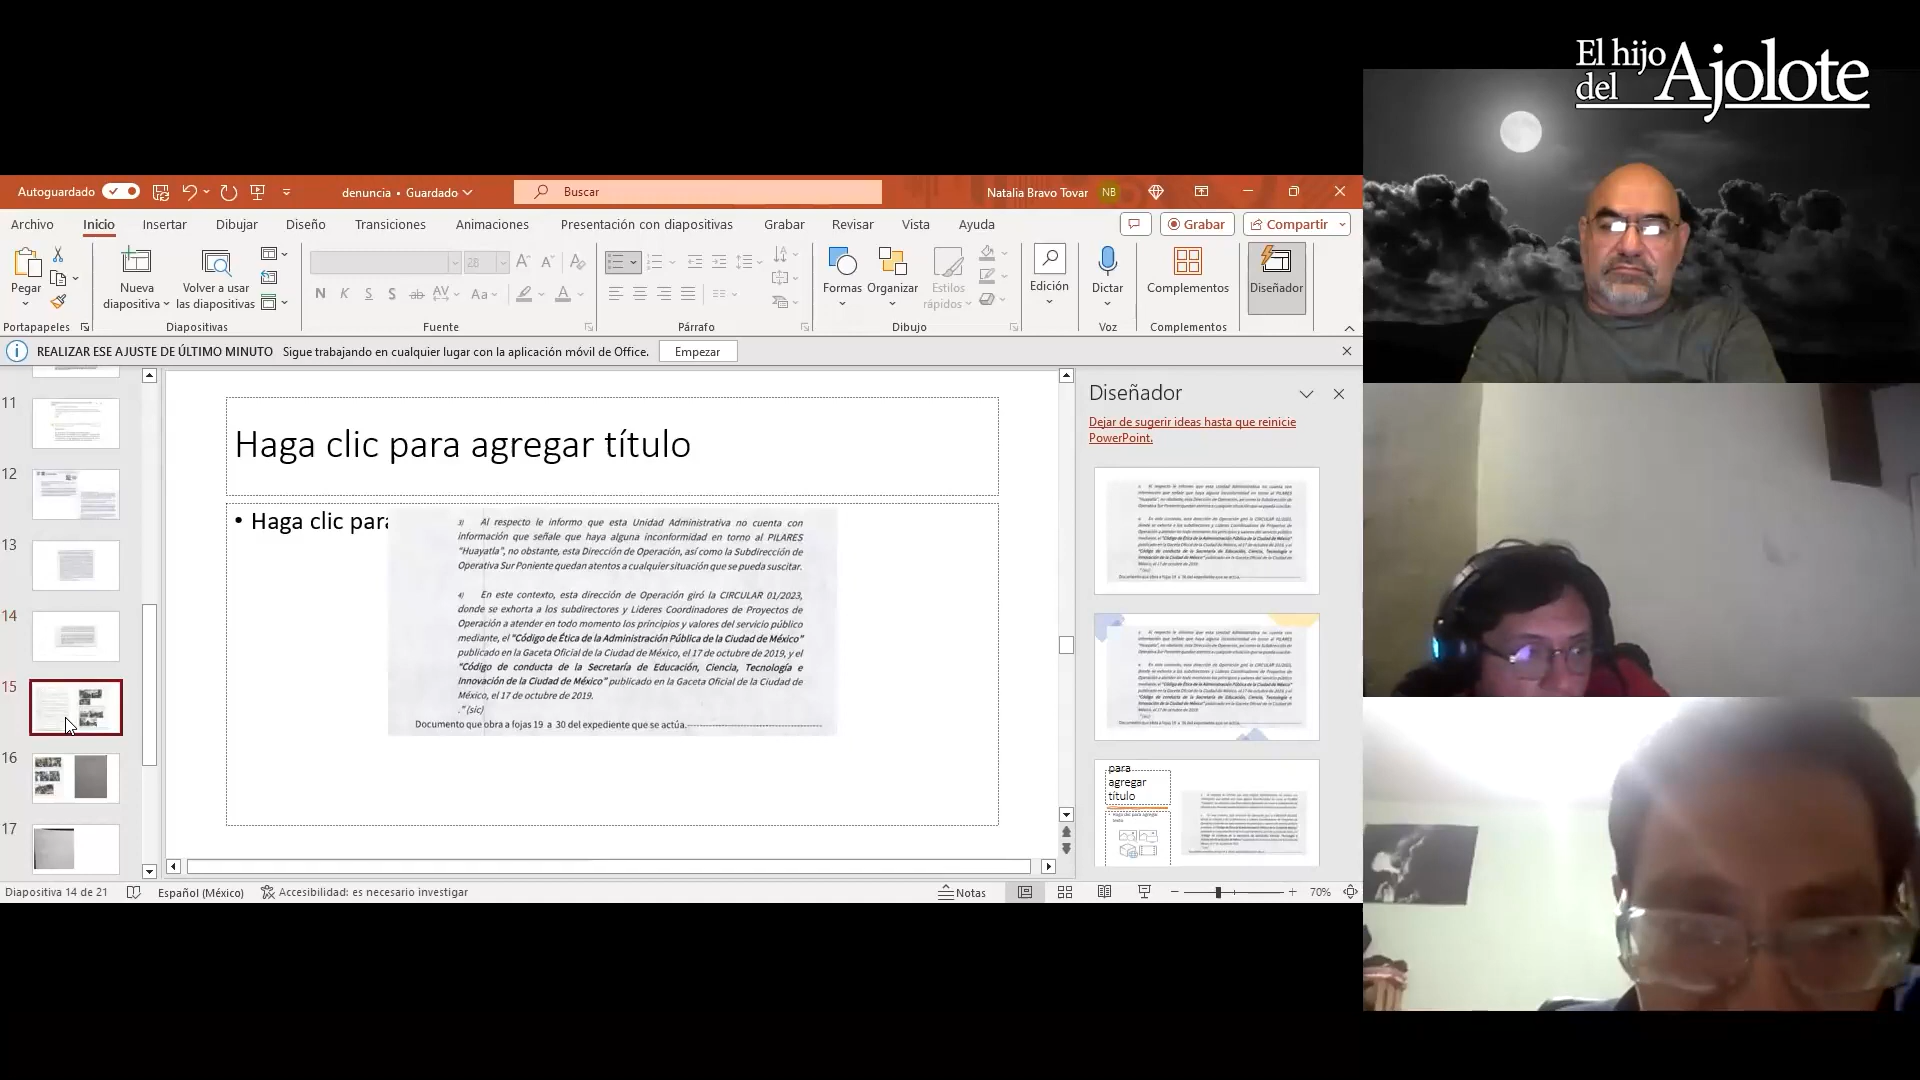 El hijo
del Ajolote
Autoguardado
denuncia • Guardado
Buscar
Natalia Bravo Tovar NB
Archivo Inicio Insertar Dibujar Diseño Transiciones Animaciones Presentación con diapositivas Grabar Revisar Vista Ayuda
Grabar Compartir
Pegar
Nueva diapositiva
Volver a usar las diapositivas
28
N K S S ab AV Aa A
Formas Organizar Estilos rápidos
Edición Dictar Complementos Diseñador
Portapapeles Diapositivas Fuente Párrafo Dibujo Voz Complementos
REALIZAR ESE AJUSTE DE ÚLTIMO MINUTO Sigue trabajando en cualquier lugar con la aplicación móvil de Office. Empezar
11
12
13
14
15
16
17
Haga clic para agregar título
• Haga clic para
3) Al respecto le informo que esta Unidad Administrativa no cuenta con
información que señale que haya alguna inconformidad en torno al PILARES
"Huayatla", no obstante, esta Dirección de Operación, así como la Subdirección de
Operativa Sur Poniente quedan atentos a cualquier situación que se pueda suscitar.
4) En este contexto, esta dirección de Operación giró la CIRCULAR 01/2023,
donde se exhorta a los subdirectores y Lideres Coordinadores de Proyectos de
Operación a atender en todo momento los principios y valores del servicio público
mediante, el "Código de Ética de la Administración Pública de la Ciudad de México"
publicado en la Gaceta Oficial de la Ciudad de México, el 17 de octubre de 2019, y el
"Código de conducta de la Secretaría de Educación, Ciencia, Tecnología e
Innovación de la Ciudad de México" publicado en la Gaceta Oficial de la Ciudad de
México, el 17 de octubre de 2019.
." (sic)
Documento que obra a fojas 19 a 30 del expediente que se actúa.
Diseñador
Dejar de sugerir ideas hasta que reinicie
PowerPoint.
para
agregar
título
Diapositiva 14 de 21 Español (México) Accesibilidad: es necesario investigar Notas 70%